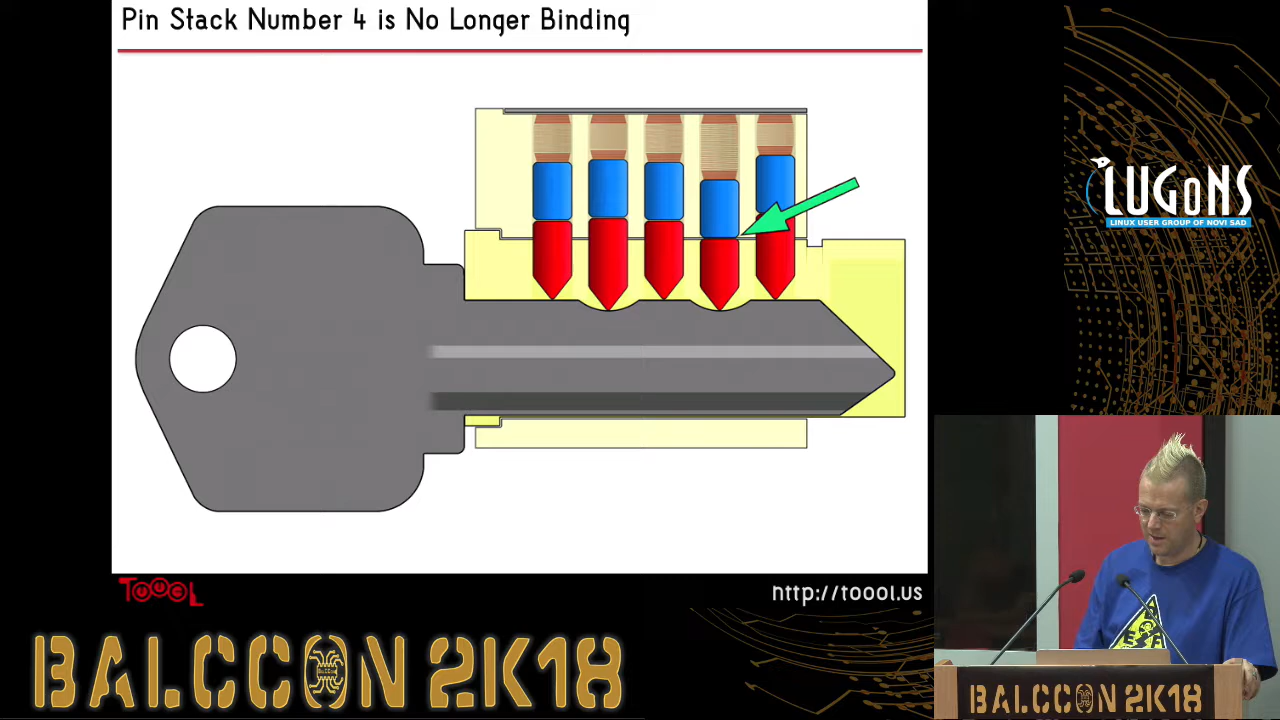 Pin Stack Number 4 is No Longer Binding
LUGoNS
LINUX USER GROUP OF NOVI SAD
TOOOL
http://toool.us
BALCCON 2K18
BALCCON 2K18